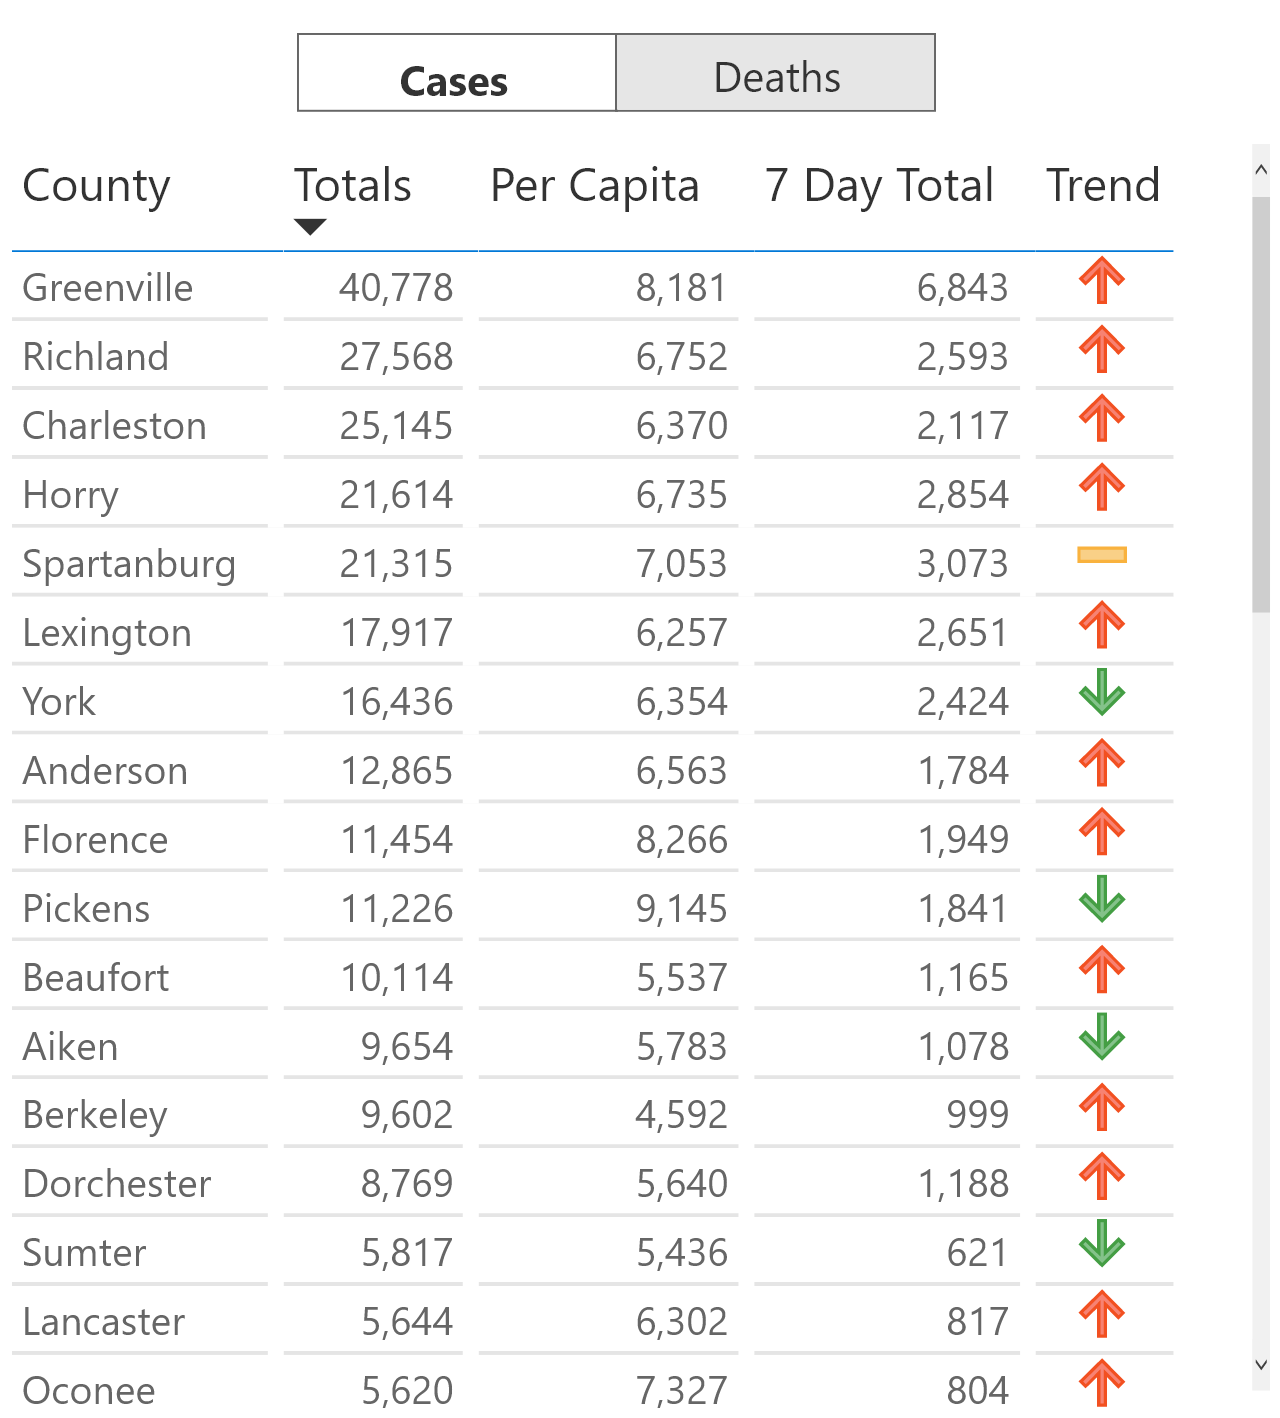 Cases Deaths
County Totals Per Capita 7 Day Total Trend
Greenville 40,778 8,181 6,843
Richland 27,568 6,752 2,593
Charleston 25,145 6,370 2,117
Horry 21,614 6,735 2,854
Spartanburg 21,315 7,053 3,073
Lexington 17,917 6,257 2,651
York 16,436 6,354 2,424
Anderson 12,865 6,563 1,784
Florence 11,454 8,266 1,949
Pickens 11,226 9,145 1,841
Beaufort 10,114 5,537 1,165
Aiken 9,654 5,783 1,078
Berkeley 9,602 4,592 999
Dorchester 8,769 5,640 1,188
Sumter 5,817 5,436 621
Lancaster 5,644 6,302 817
Oconee 5,620 7,327 804